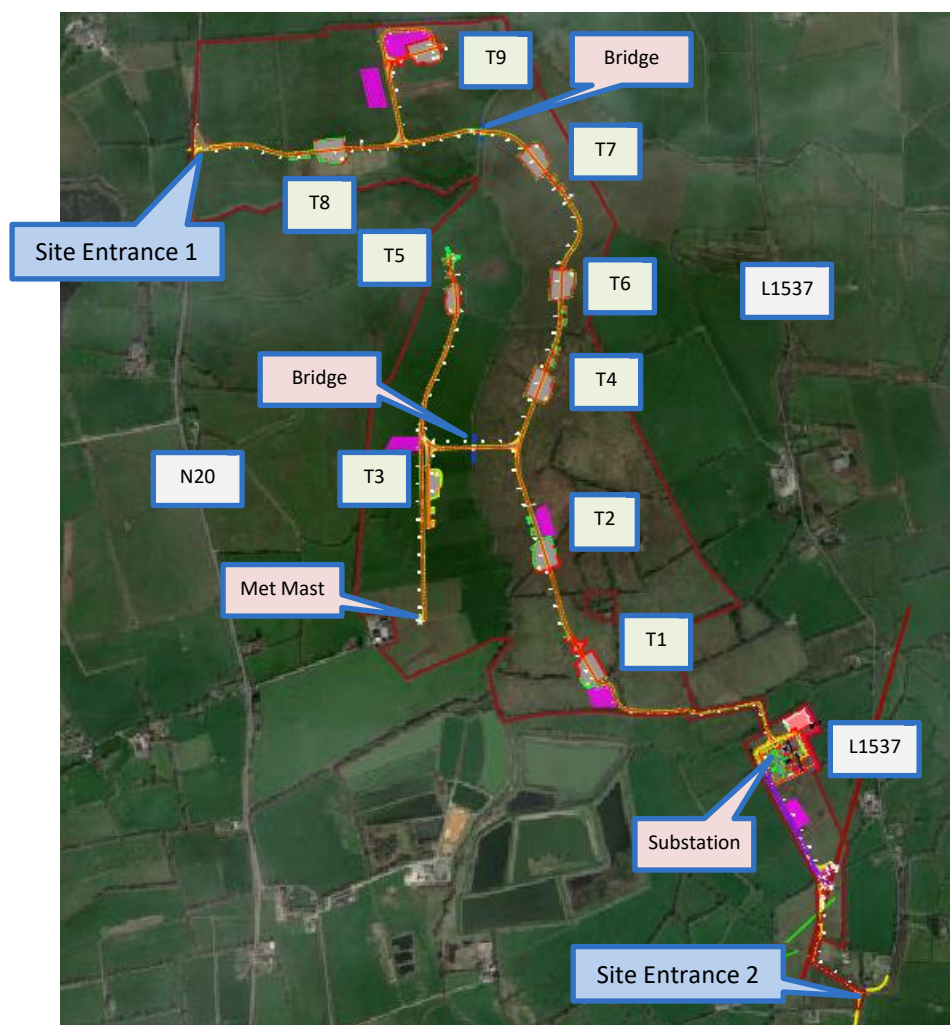 T9
Bridge
T7
T8
Site Entrance 1
T5
T6
L1537
Bridge
T4
N20
T3
T2
Met Mast
T1
L1537
Substation
Site Entrance 2